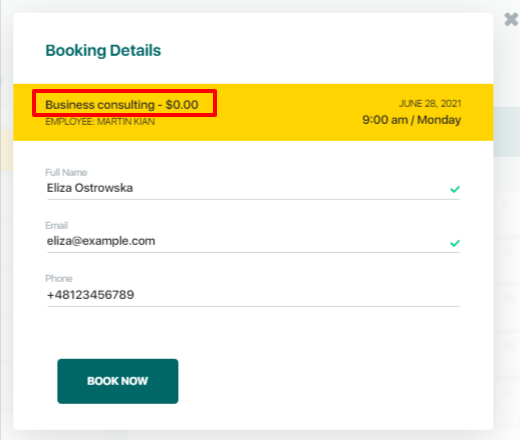 Booking Details
Business consulting - $0.00
JUNE 28, 2021
EMPLOYEE: MARTIN KIAN
9:00 am / Monday
Full Name
Eliza Ostrowska
Email
eliza@example.com
Phone
+48123456789
BOOK NOW